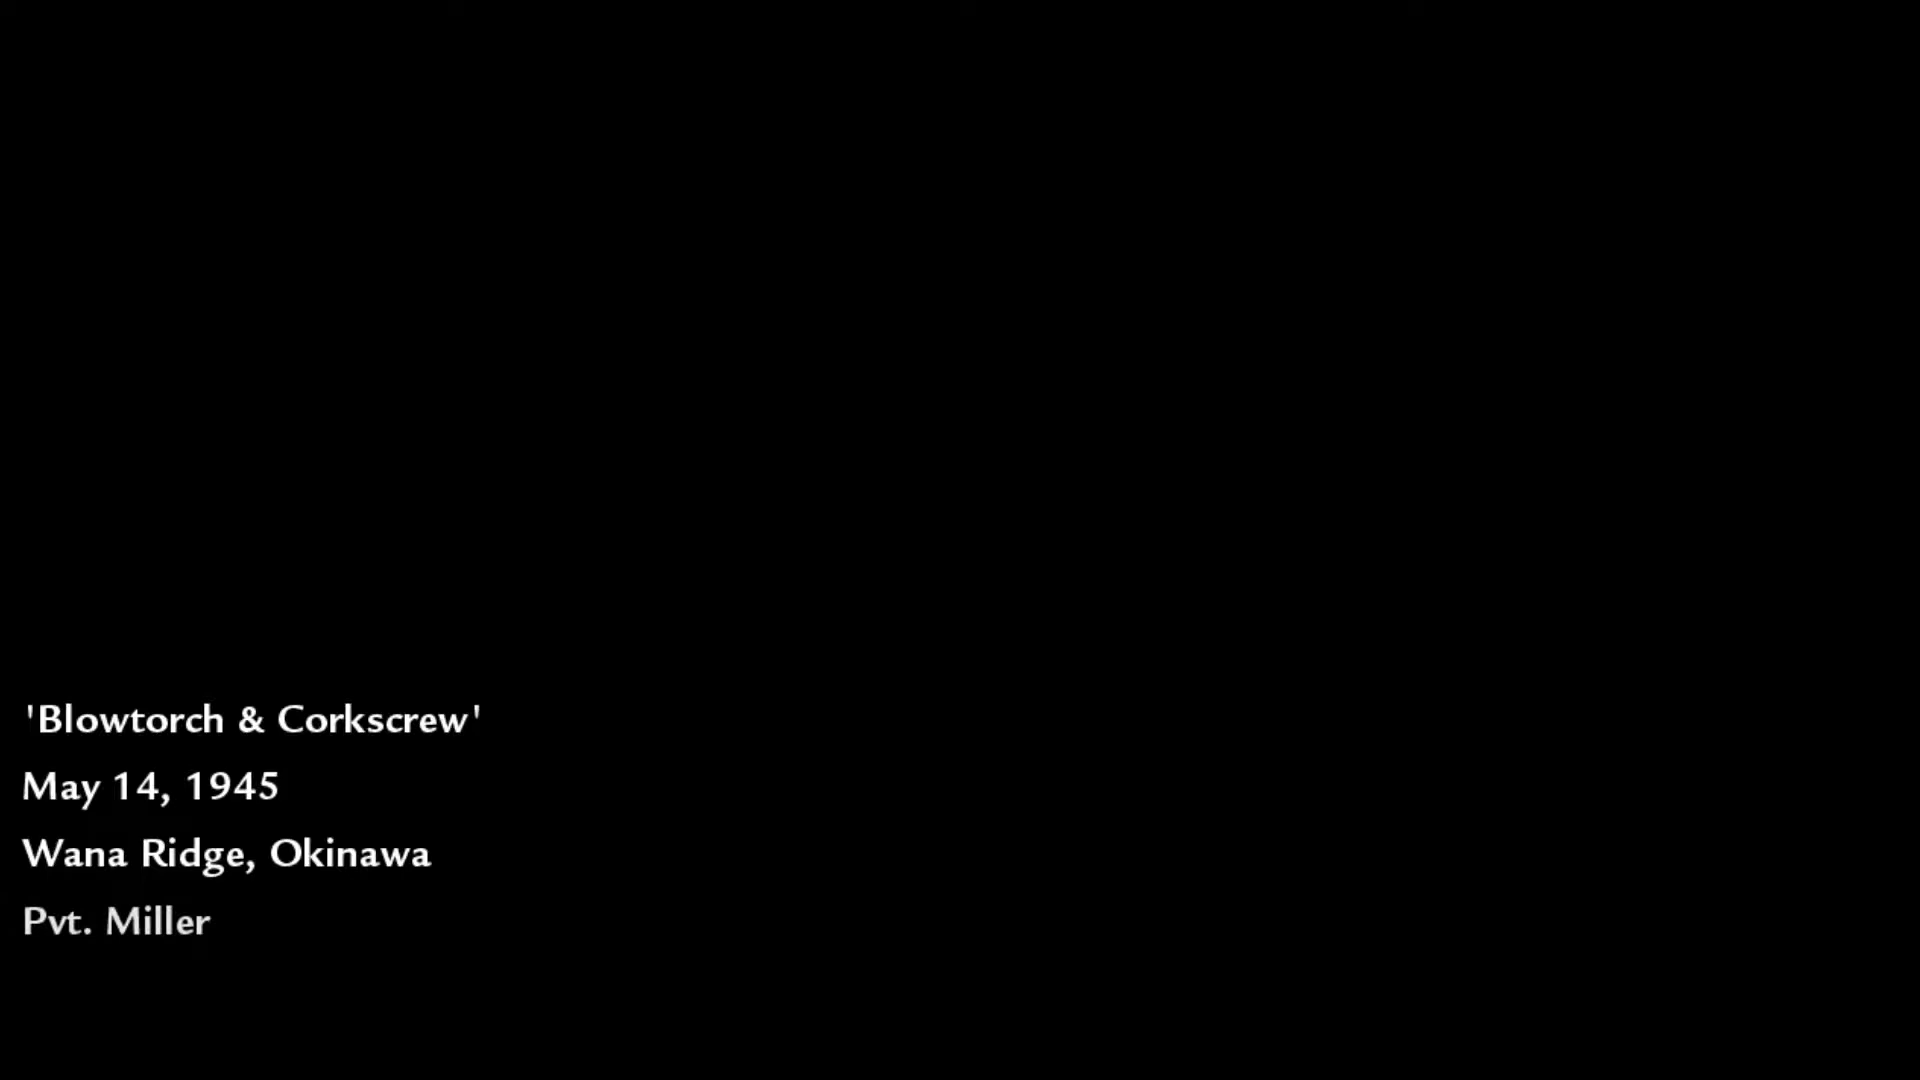 'Blowtorch & Corkscrew'
May 14, 1945
Wana Ridge, Okinawa
Pvt. Miller